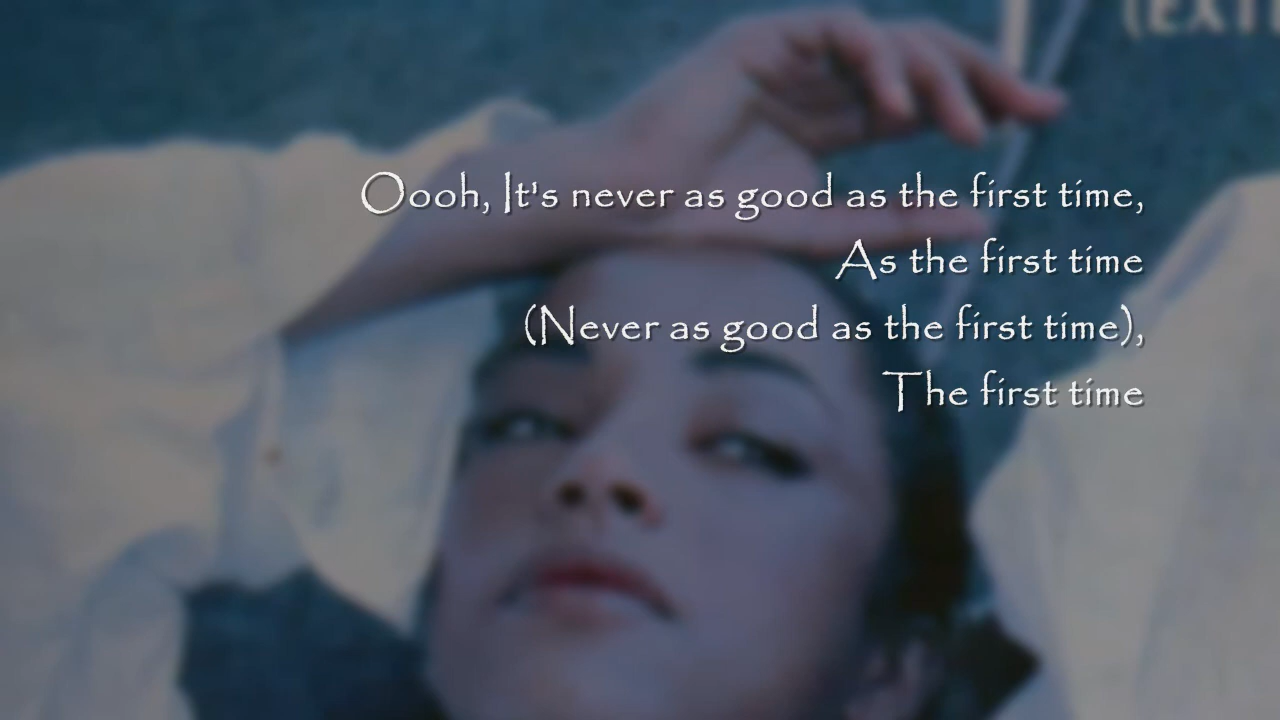 Oooh, It's never as good as the first time,
As the first time
(Never as good as the first time),
The first time